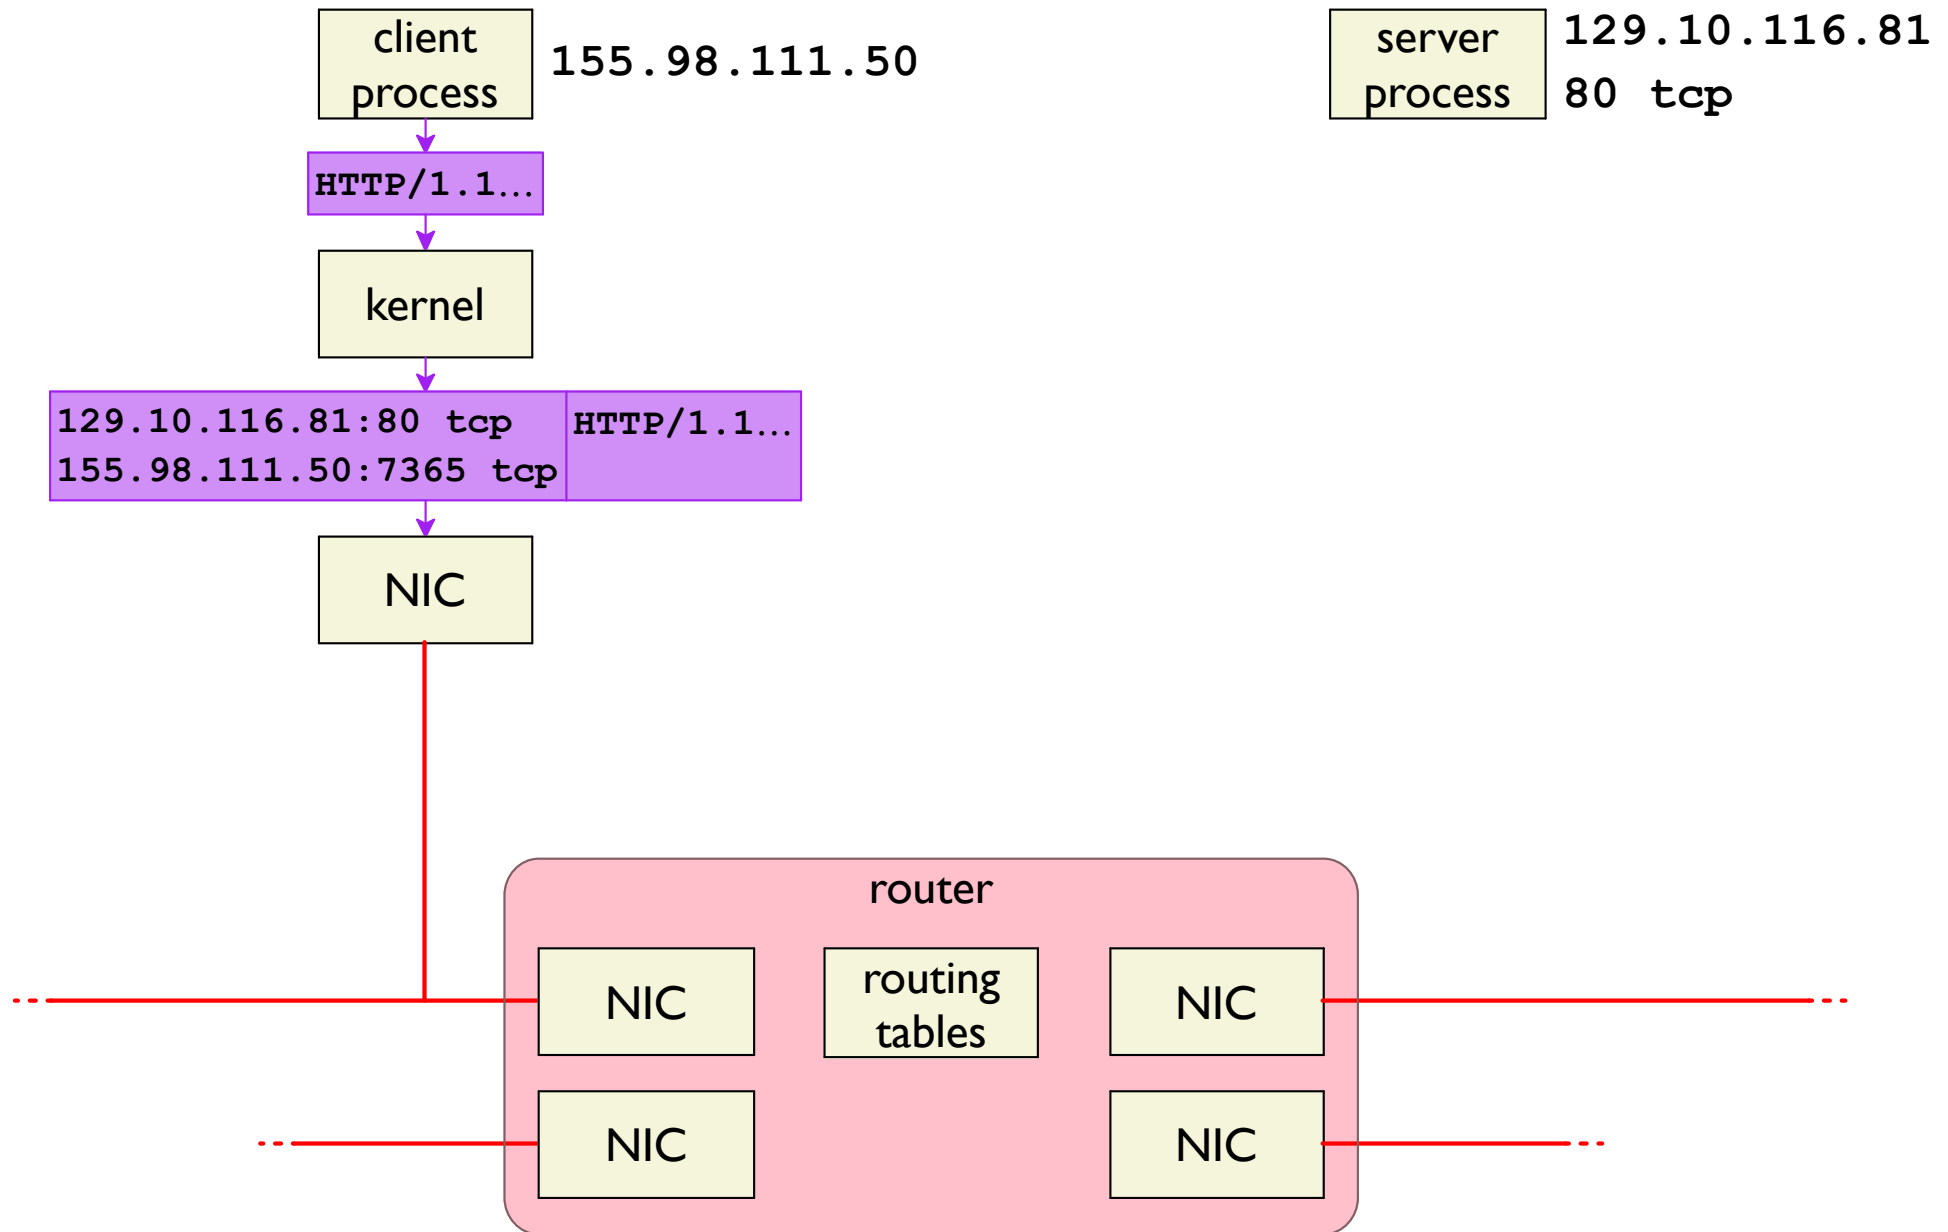 client
process
155.98.111.50
server
process
129.10.116.81
80 tcp
HTTP/1.1...
kernel
129.10.116.81:80 tcp
155.98.111.50:7365 tcp
HTTP/1.1...
NIC
router
NIC
routing
tables
NIC
NIC
NIC